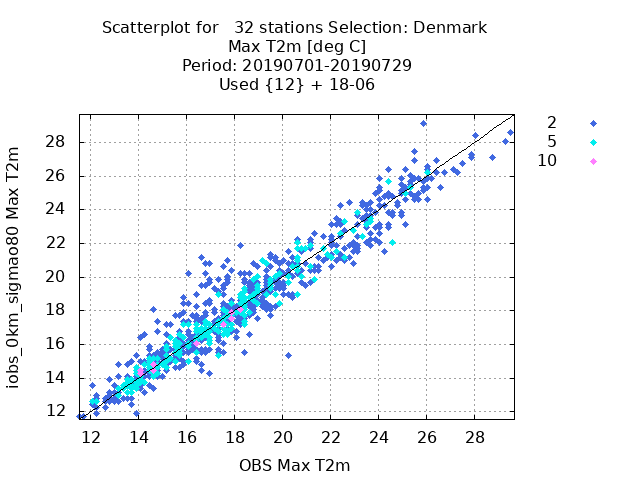 Scatterplot for   32 stations Selection: Denmark
Max T2m [deg C]
Period: 20190701-20190729
Used {12} + 18-06
2
5
10
iobs_0km_sigmao80 Max T2m
28
26
24
22
20
18
16
14
12
12 14 16 18 20 22 24 26 28
OBS Max T2m